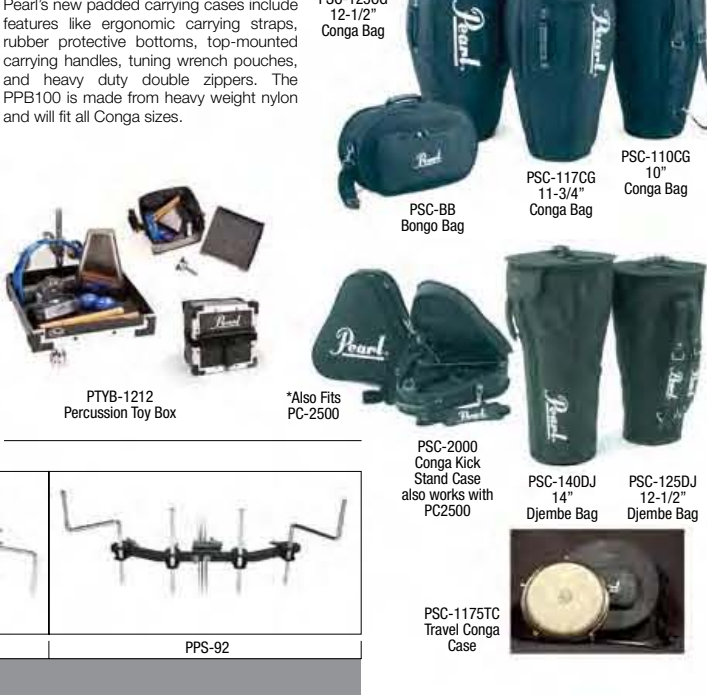 Pearl's new padded carrying cases include
features like ergonomic carrying straps,
rubber protective bottoms, top-mounted
carrying handles, tuning wrench pouches,
and heavy duty double zippers. The
PPB100 is made from heavy weight nylon
and will fit all Conga sizes.
12-1/2”
Conga Bag
Pearl
Pearl
Pearl
Pearl
PSC-BB
Bongo Bag
PSC-117CG
11-3/4”
Conga Bag
PSC-110CG
10”
Conga Bag
Pearl
PTYB-1212
Percussion Toy Box
*Also Fits
PC-2500
Pearl
Pearl
PSC-2000
Conga Kick
Stand Case
also works with
PC2500
Pearl
Pearl
PSC-140DJ
14”
Djembe Bag
PSC-125DJ
12-1/2”
Djembe Bag
PSC-1175TC
Travel Conga
Case
PPS-92